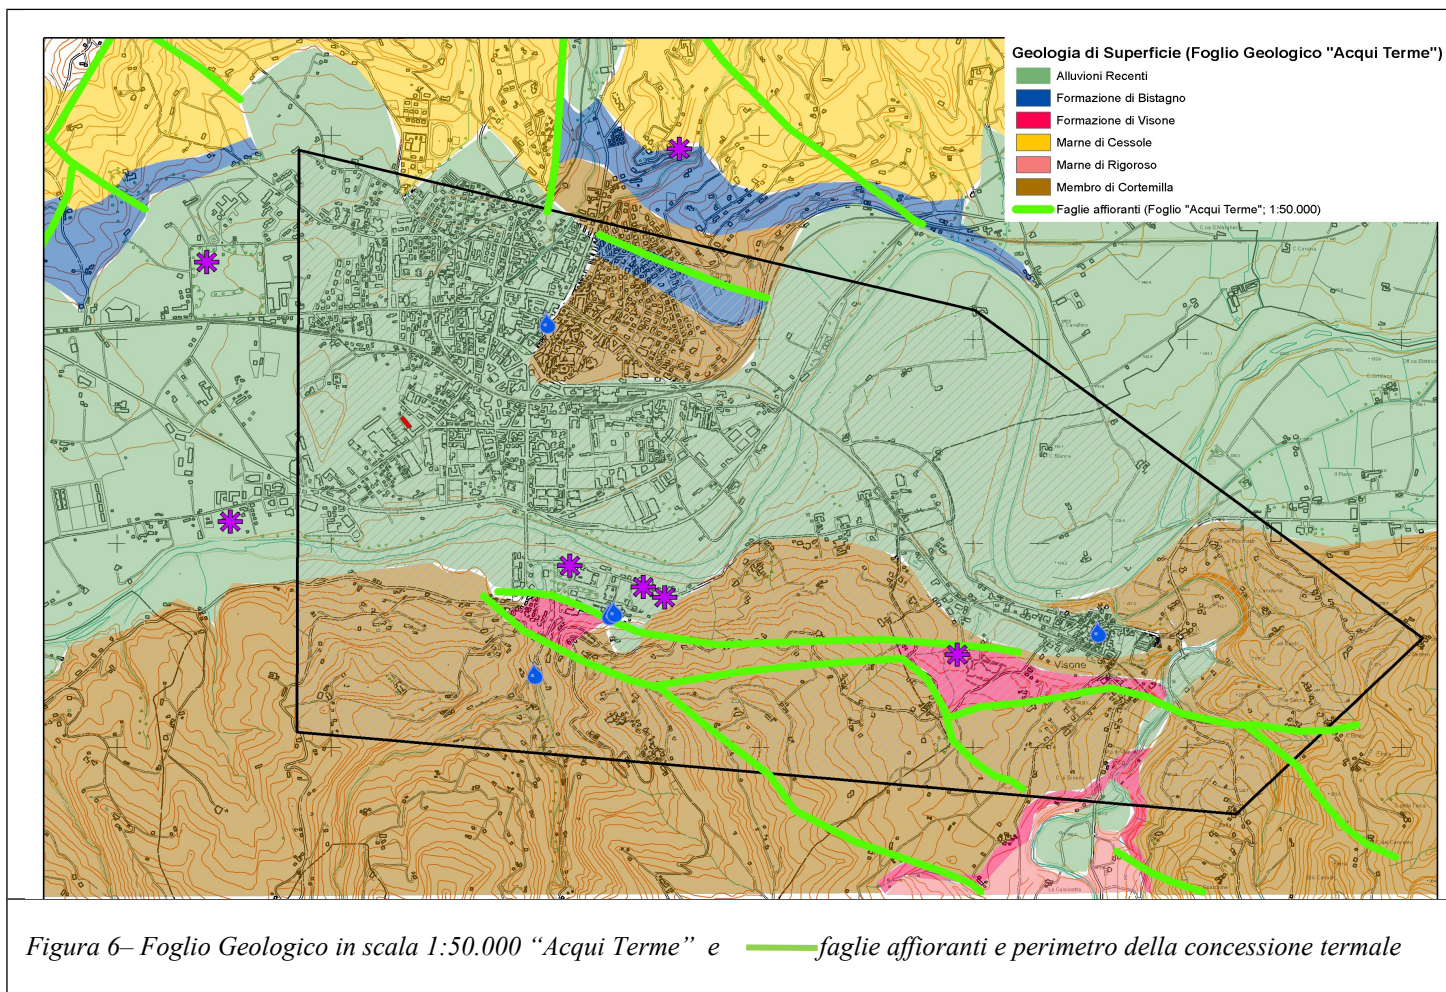 Geologia di Superficie (Foglio Geologico "Acqui Terme")
Alluvioni Recenti
Formazione di Bistagno
Formazione di Visone
Marne di Cessole
Marne di Rigoroso
Membro di Cortemilla
Faglie affioranti (Foglio "Acqui Terme"; 1:50.000)
Visone
La Cascinetta
Figura 6– Foglio Geologico in scala 1:50.000 “Acqui Terme” e faglie affioranti e perimetro della concessione termale